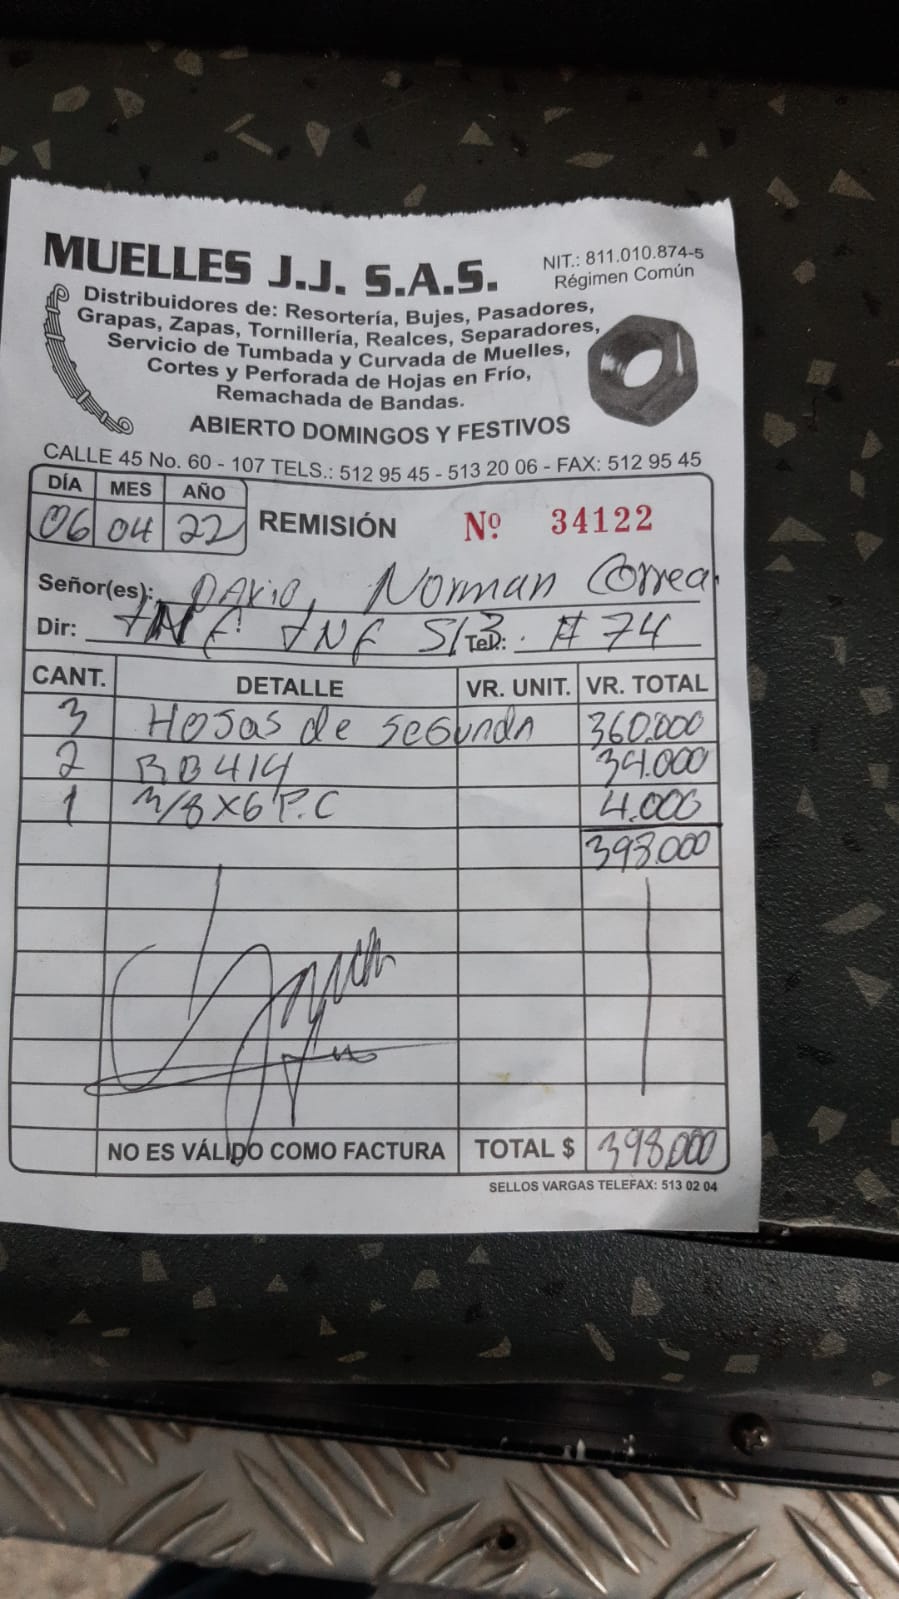 MUELLES J.J. S.A.S.
NIT.: 811.010.874-5
Régimen Común
Distribuidores de: Resortería, Bujes, Pasadores,
Grapas, Zapas, Tornillería, Realces, Separadores,
Servicio de Tumbada y Curvada de Muelles,
Cortes y Perforada de Hojas en Frío,
Remachada de Bandas.
ABIERTO DOMINGOS Y FESTIVOS
CALLE 45 No. 60 - 107 TELS.: 512 95 45 - 513 20 06 - FAX: 512 95 45
DÍA MES AÑO
06 04 22 REMISIÓN Nº 34122
Señor(es): Norman Correa
Dir: Tel: # 74
CANT. DETALLE VR. UNIT. VR. TOTAL
3 Hojas de segunda 360.000
2 BB414 34.000
1 3/8X6 P.C 4.000
398.000
NO ES VÁLIDO COMO FACTURA TOTAL $ 398.000
SELLOS VARGAS TELEFAX: 513 02 04